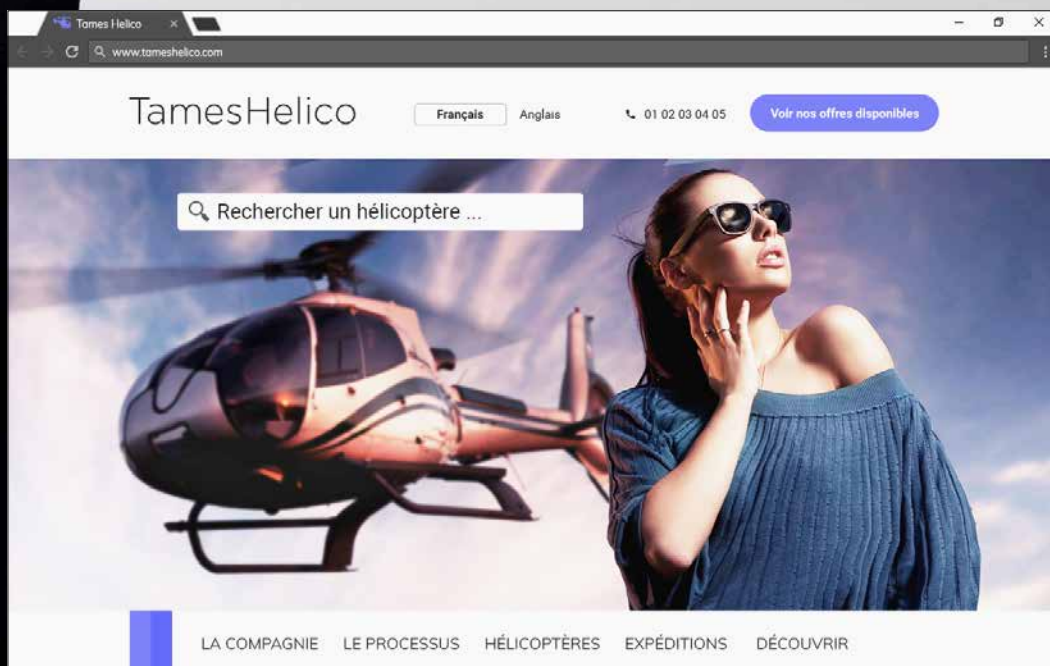 Tames Helico
www.tameshelico.com
TamesHelico
Français Anglais
01 02 03 04 05
Voir nos offres disponibles
Rechercher un hélicoptère ...
LA COMPAGNIE LE PROCESSUS HÉLICOPTÈRES EXPÉDITIONS DÉCOUVRIR